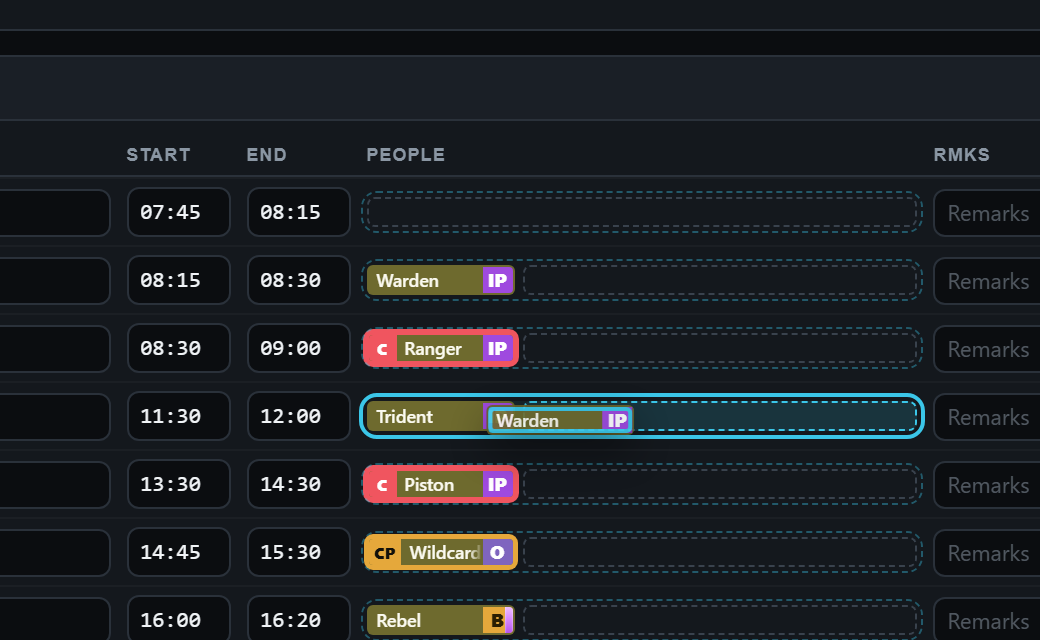 START END PEOPLE RMKS
07:45 08:15 Remarks
08:15 08:30 Warden IP Remarks
08:30 09:00 C Ranger IP Remarks
11:30 12:00 Trident Warden IP Remarks
13:30 14:30 C Piston IP Remarks
14:45 15:30 CP Wildcard O Remarks
16:00 16:20 Rebel B Remarks